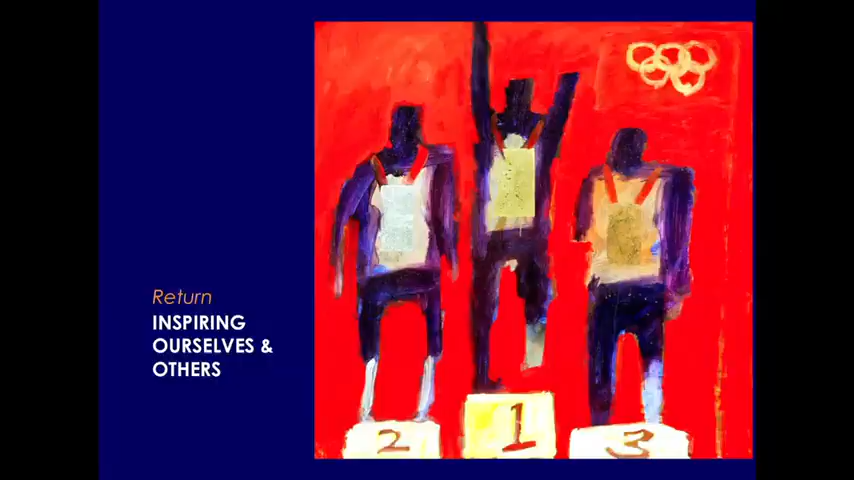 Return
INSPIRING
OURSELVES &
OTHERS
2 1 3